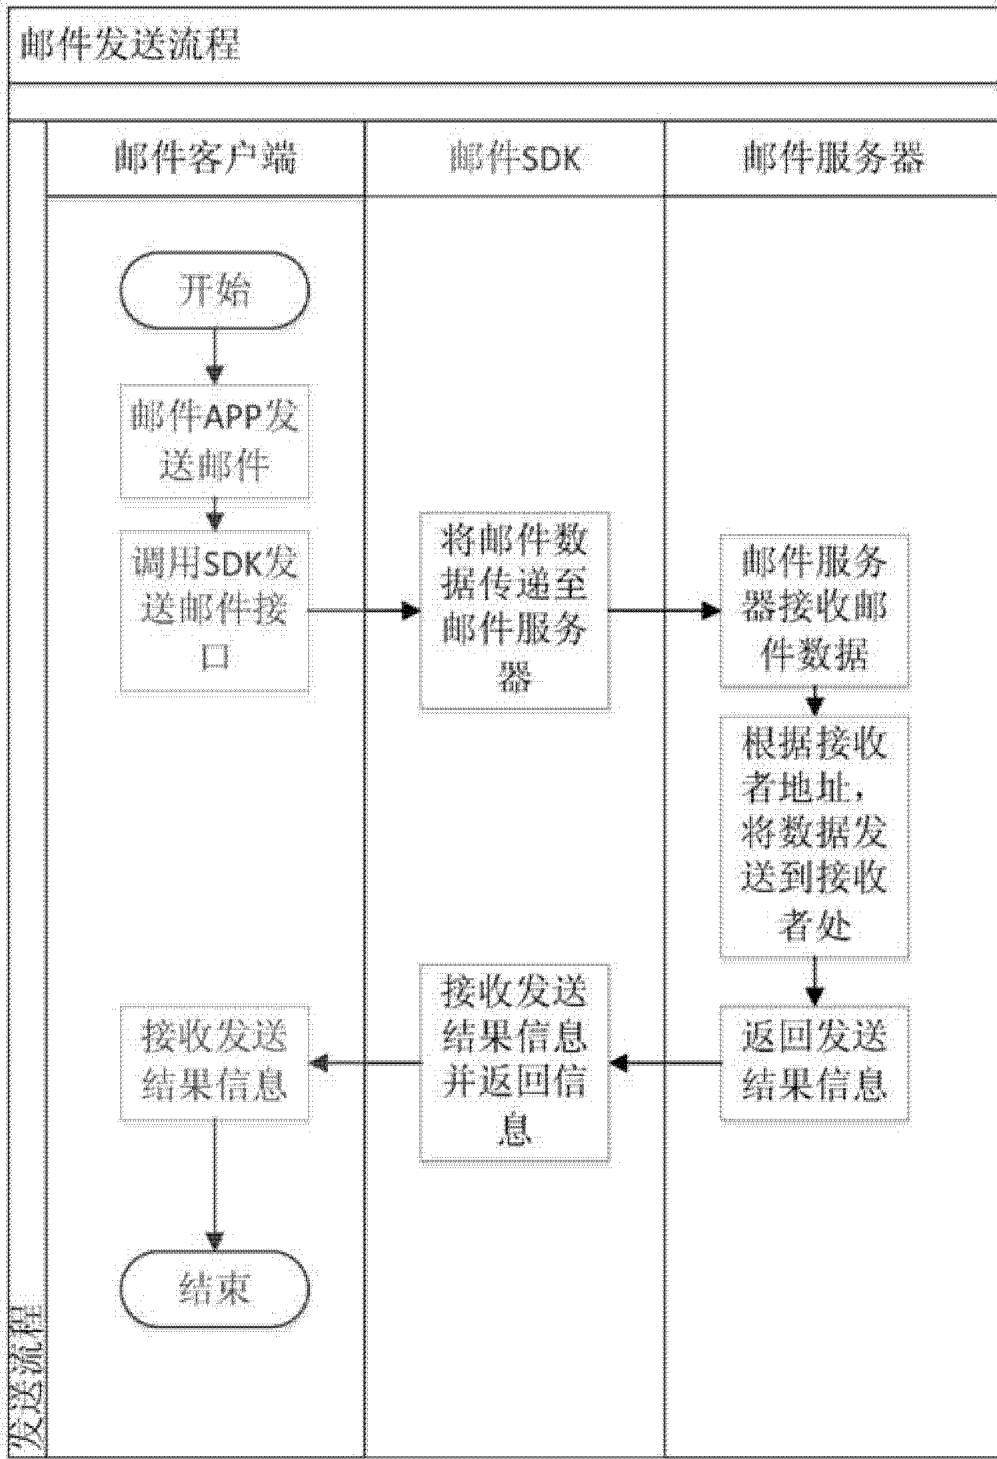 邮件发送流程
邮件客户端
邮件SDK
邮件服务器
开始
邮件APP发
送邮件
调用SDK发
送邮件接
口
将邮件数
据传递至
邮件服务
器
邮件服务
器接收邮
件数据
根据接收
者地址，
将数据发
送到接收
者处
返回发送
结果信息
接收发送
结果信息
并返回信
息
接收发送
结果信息
结束
发送流程